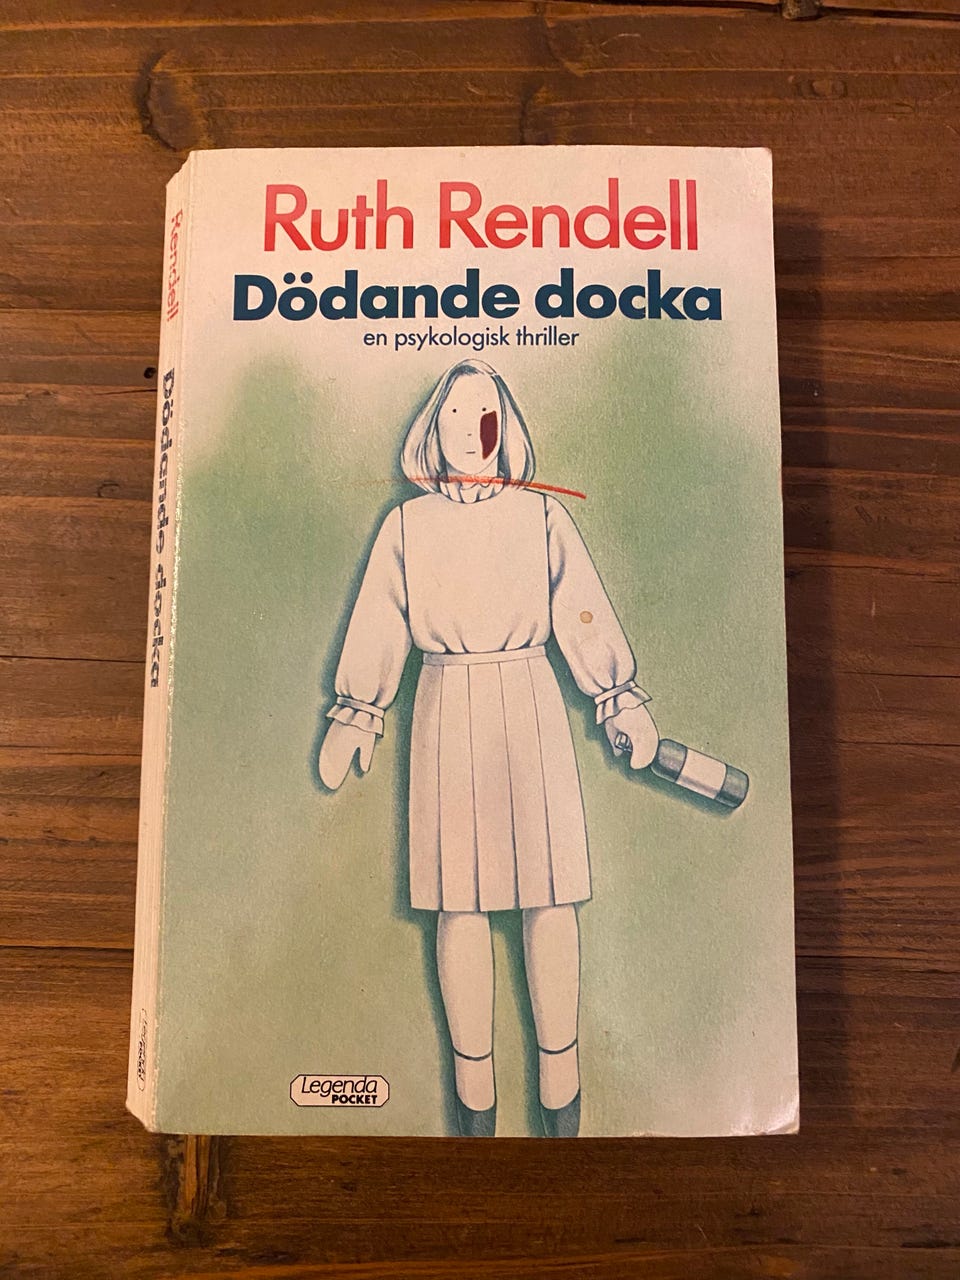 Ruth Rendell
Dödande docka
en psykologisk thriller
Rendell
Dödande docka
Legenda
POCKET